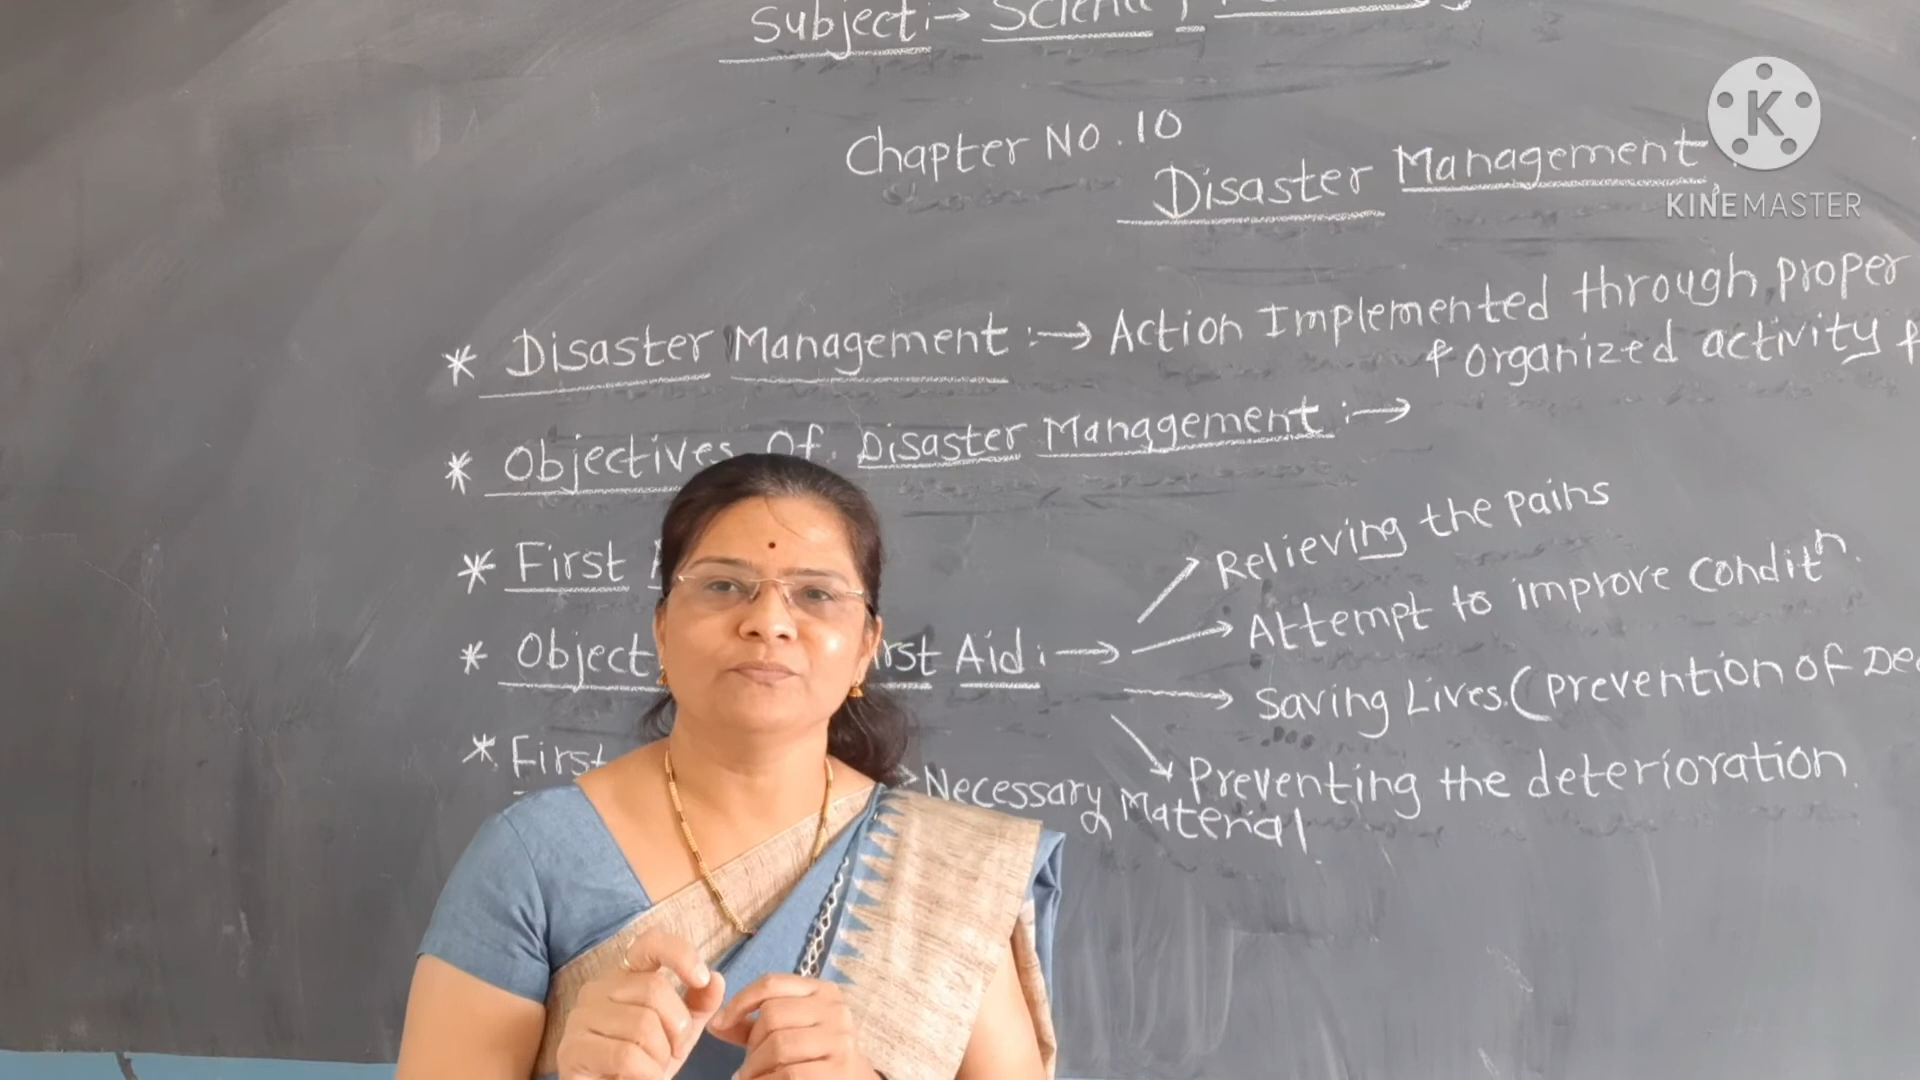 Subject:→ Science
Chapter No. 10
Disaster Management
KINEMASTER
* Disaster Management :→ Action Implemented through proper
& organized activity &
* Objectives Of Disaster Management :→
* First
Relieving the pains
Attempt to improve conditn.
* Object rst Aid :→
Saving Lives. (prevention of Dea
Preventing the deterioration
* First
Necessary Material